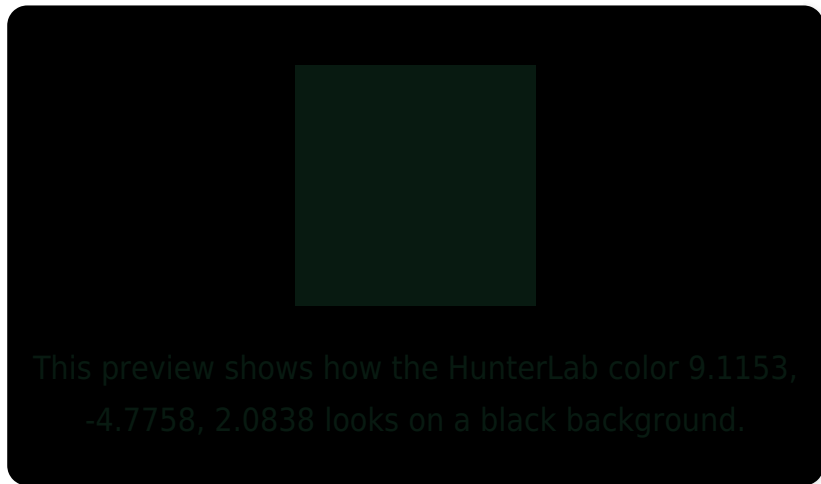 This preview shows how the HunterLab color 9.1153,
-4.7758, 2.0838 looks on a black background.